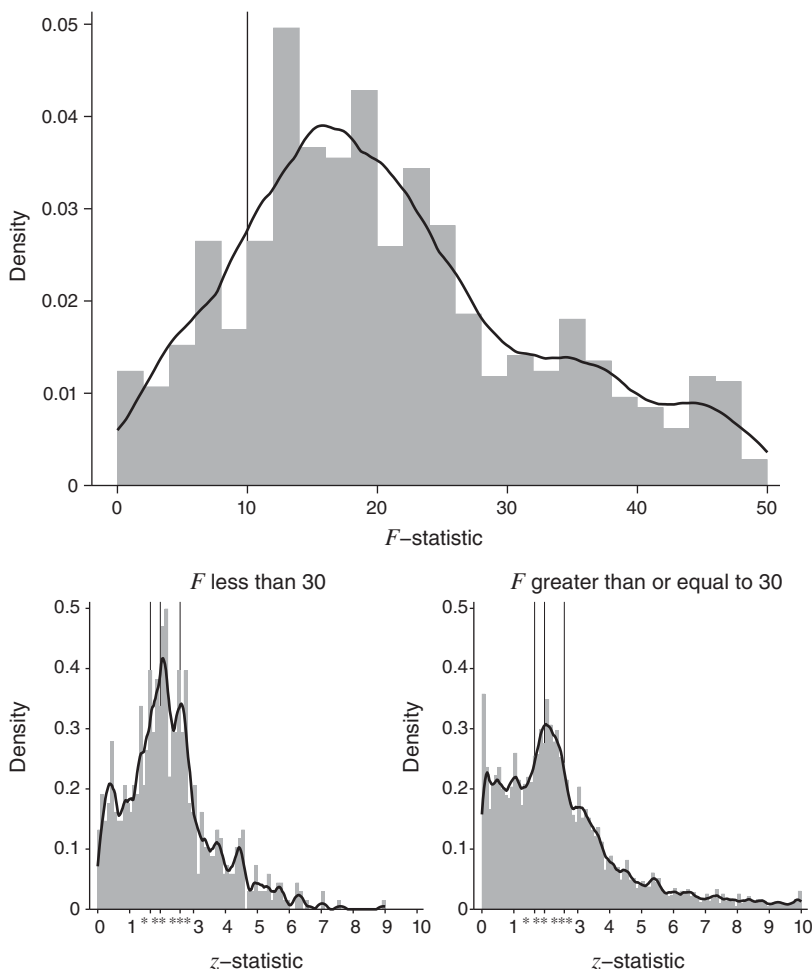 0.05
0.04
0.03
0.02
0.01
0
Density
0 10 20 30 40 50
F–statistic
F less than 30
0.5
0.4
0.3
0.2
0.1
0
Density
0 1 * ** *** 3 4 5 6 7 8 9 10
z–statistic
F greater than or equal to 30
0.5
0.4
0.3
0.2
0.1
0
Density
0 1 * ** *** 3 4 5 6 7 8 9 10
z–statistic